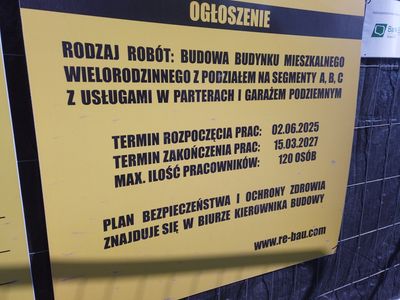 OGŁOSZENIE
RODZAJ ROBÓT: BUDOWA BUDYNKU MIESZKALNEGO
WIELORODZINNEGO Z PODZIAŁEM NA SEGMENTY A, B, C
Z USŁUGAMI W PARTERACH I GARAŻEM PODZIEMNYM
TERMIN ROZPOCZĘCIA PRAC: 02.06.2025
TERMIN ZAKOŃCZENIA PRAC: 15.03.2027
MAX. ILOŚĆ PRACOWNIKÓW: 120 OSÓB
PLAN BEZPIECZEŃSTWA I OCHRONY ZDROWIA
ZNAJDUJE SIĘ W BIURZE KIEROWNIKA BUDOWY
www.re-bau.com